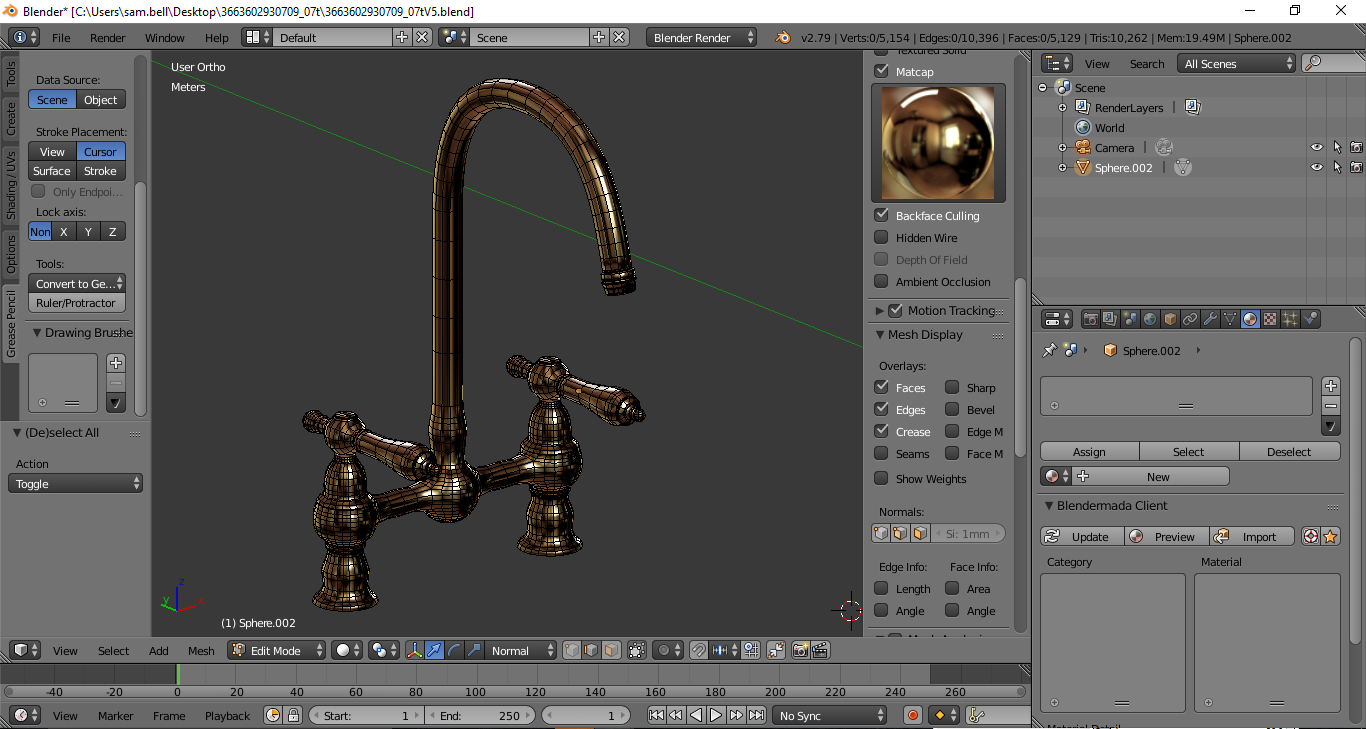 Blender* [C:\Users\sam.bell\Desktop\3663602930709_07t\3663602930709_07tV5.blend]
File Render Window Help Default Scene Blender Render v2.79 | Verts:0/5,154 | Edges:0/10,396 | Faces:0/5,129 | Tris:10,262 | Mem:19.49M | Sphere.002
Tools
Create
Shading / UVs
Options
Grease Pencil
Data Source:
Scene Object
Stroke Placement:
View Cursor
Surface Stroke
Only Endpoi...
Lock axis:
Non X Y Z
Tools:
Convert to Ge...
Ruler/Protractor
Drawing Brushe
(De)select All
Action
Toggle
User Ortho
Meters
z
y
x
(1) Sphere.002
Textured Solid
Matcap
Backface Culling
Hidden Wire
Depth Of Field
Ambient Occlusion
Motion Tracking
Mesh Display
Overlays:
Faces Sharp
Edges Bevel
Crease Edge M
Seams Face M
Show Weights
Normals:
Si: 1mm
Edge Info: Face Info:
Length Area
Angle Angle
View Search All Scenes
Scene
RenderLayers |
World
Camera |
Sphere.002 |
Sphere.002
Assign Select Deselect
New
Blendermada Client
Update Preview Import
Category Material
View Select Add Mesh Edit Mode Normal
-40 -20 0 20 40 60 80 100 120 140 160 180 200 220 240 260
View Marker Frame Playback Start: 1 End: 250 1 No Sync